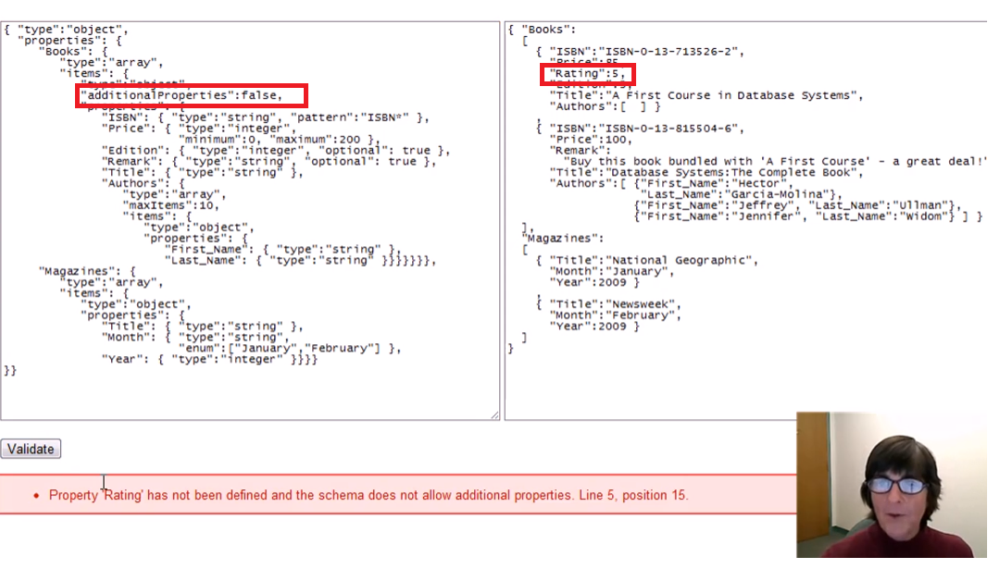 { "type":"object",
"properties": {
"Books": {
"type":"array",
"items": {
"type":"object",
"additionalProperties":false,
"properties": {
"ISBN": { "type":"string", "pattern":"ISBN*" },
"Price": { "type":"integer",
"minimum":0, "maximum":200 },
"Edition": { "type":"integer", "optional": true },
"Remark": { "type":"string", "optional": true },
"Title": { "type":"string" },
"Authors": {
"type":"array",
"maxItems":10,
"items": {
"type":"object",
"properties": {
"First_Name": { "type":"string" },
"Last_Name": { "type":"string" }}}}}}},
"Magazines": {
"type":"array",
"items": {
"type":"object",
"properties": {
"Title": { "type":"string" },
"Month": { "type":"string",
"enum":["January","February"] },
"Year": { "type":"integer" }}}}
}}
{ "Books":
[
{ "ISBN":"ISBN-0-13-713526-2",
"Price":85,
"Rating":5,
"Edition":3,
"Title":"A First Course in Database Systems",
"Authors":[ ] }
,
{ "ISBN":"ISBN-0-13-815504-6",
"Price":100,
"Remark":
"Buy this book bundled with 'A First Course' - a great deal!"
"Title":"Database Systems:The Complete Book",
"Authors":[ {"First_Name":"Hector",
"Last_Name":"Garcia-Molina"},
{"First_Name":"Jeffrey", "Last_Name":"Ullman"},
{"First_Name":"Jennifer", "Last_Name":"Widom"} ] }
],
"Magazines":
[
{ "Title":"National Geographic",
"Month":"January",
"Year":2009 }
,
{ "Title":"Newsweek",
"Month":"February",
"Year":2009 }
]
}
Validate
• Property 'Rating' has not been defined and the schema does not allow additional properties. Line 5, position 15.